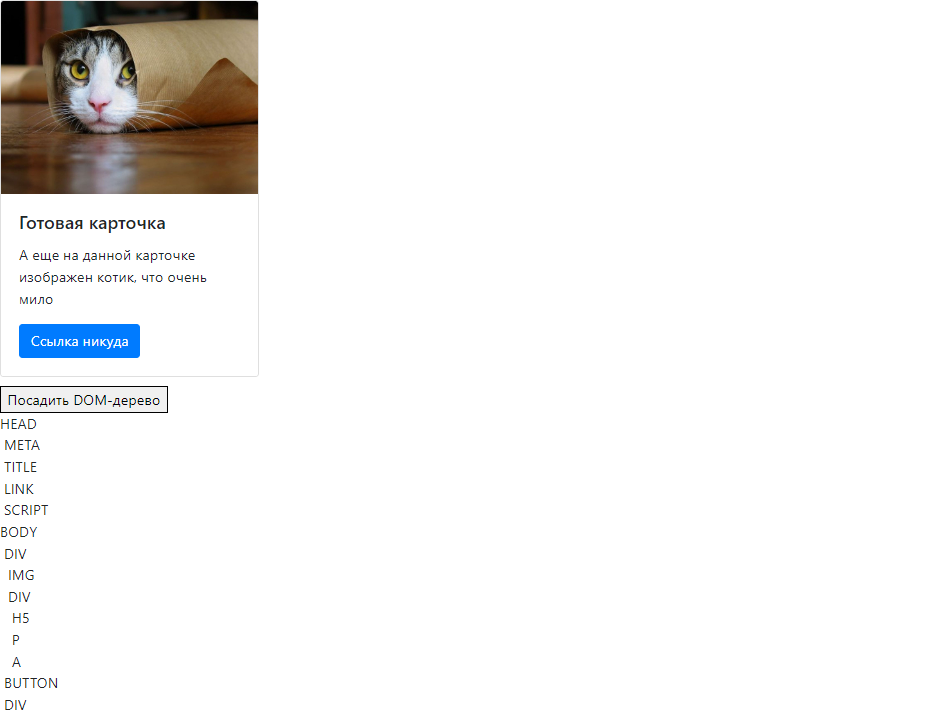 Готовая карточка
А еще на данной карточке
изображен котик, что очень
мило
Ссылка никуда
Посадить DOM-дерево
HEAD
META
TITLE
LINK
SCRIPT
BODY
DIV
IMG
DIV
H5
P
A
BUTTON
DIV